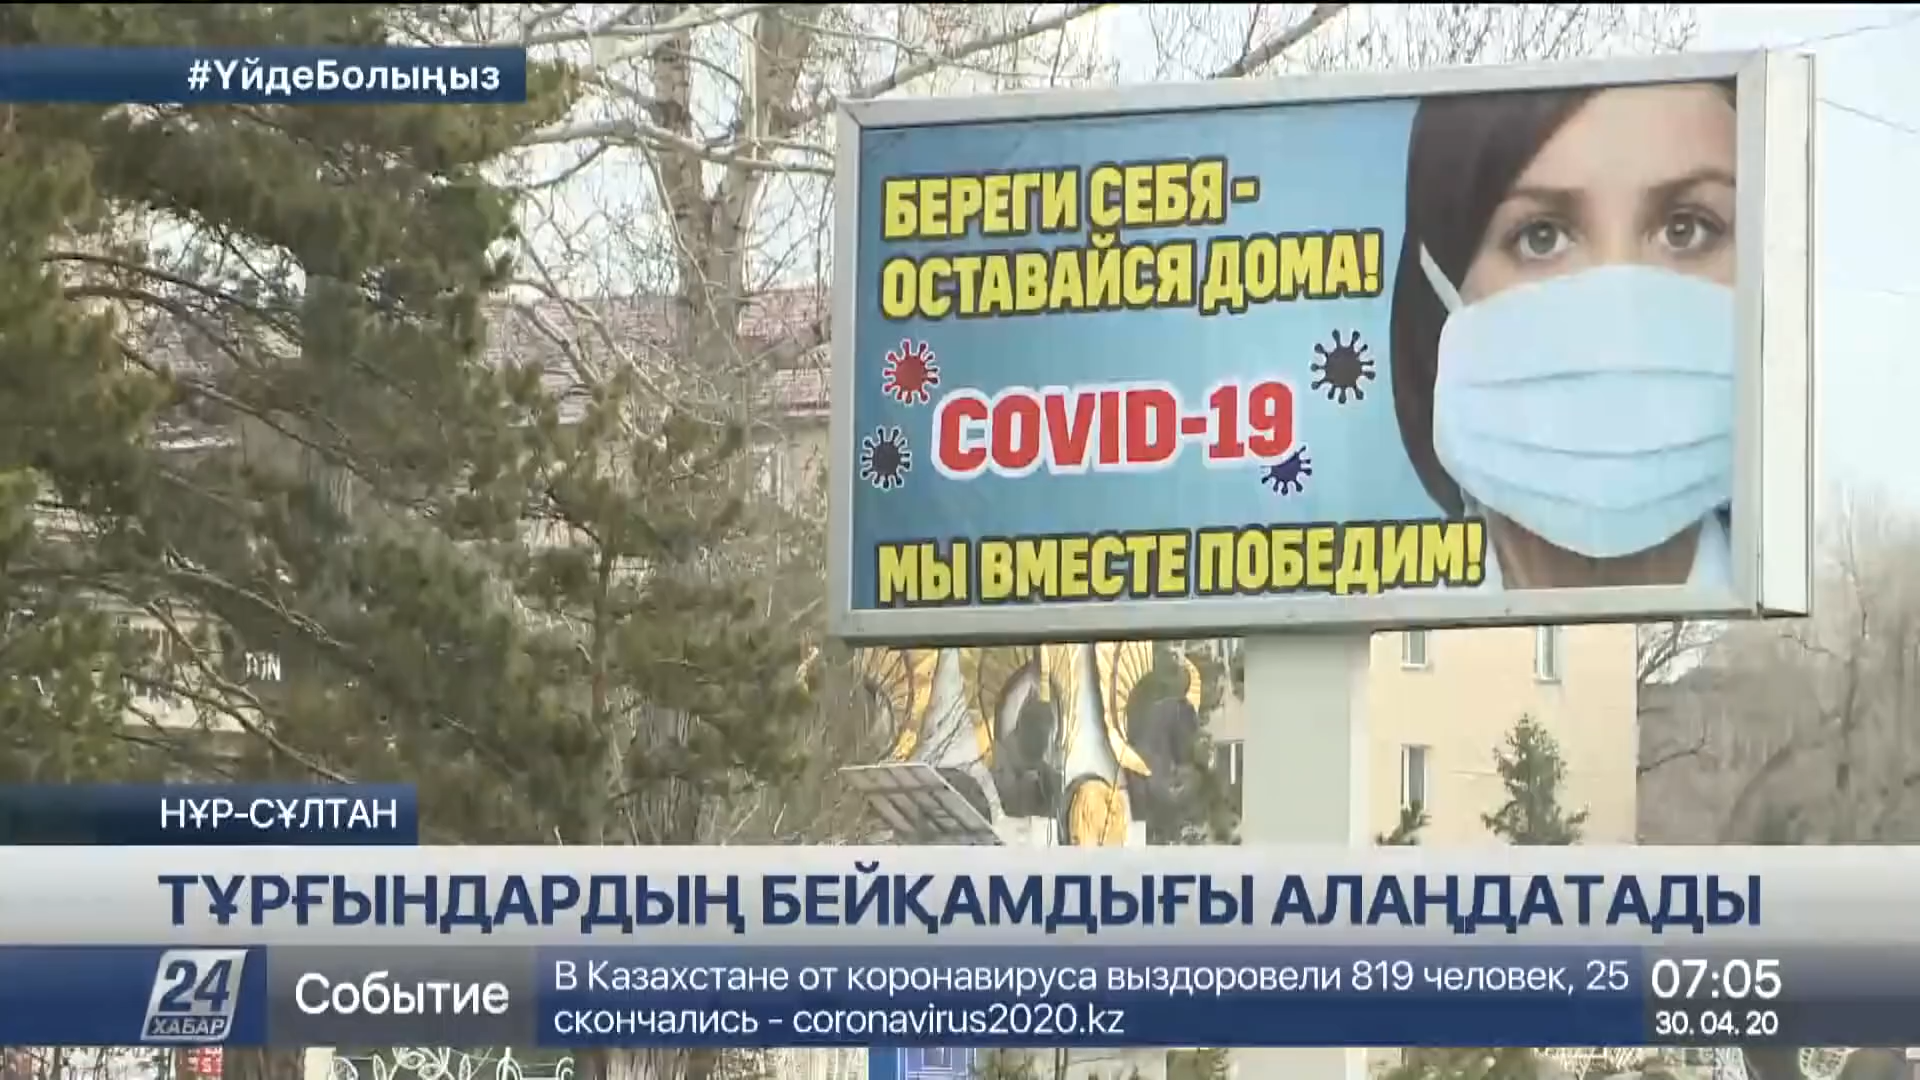 #ҮйдеБолыңыз
БЕРЕГИ СЕБЯ -
ОСТАВАЙСЯ ДОМА!
COVID-19
МЫ ВМЕСТЕ ПОБЕДИМ!
НҰР-СҰЛТАН
ТҰРҒЫНДАРДЫҢ БЕЙҚАМДЫҒЫ АЛАҢДАТАДЫ
24
ХАБАР
Событие
В Казахстане от коронавируса выздоровели 819 человек, 25
скончались - coronavirus2020.kz
07:05
30. 04. 20